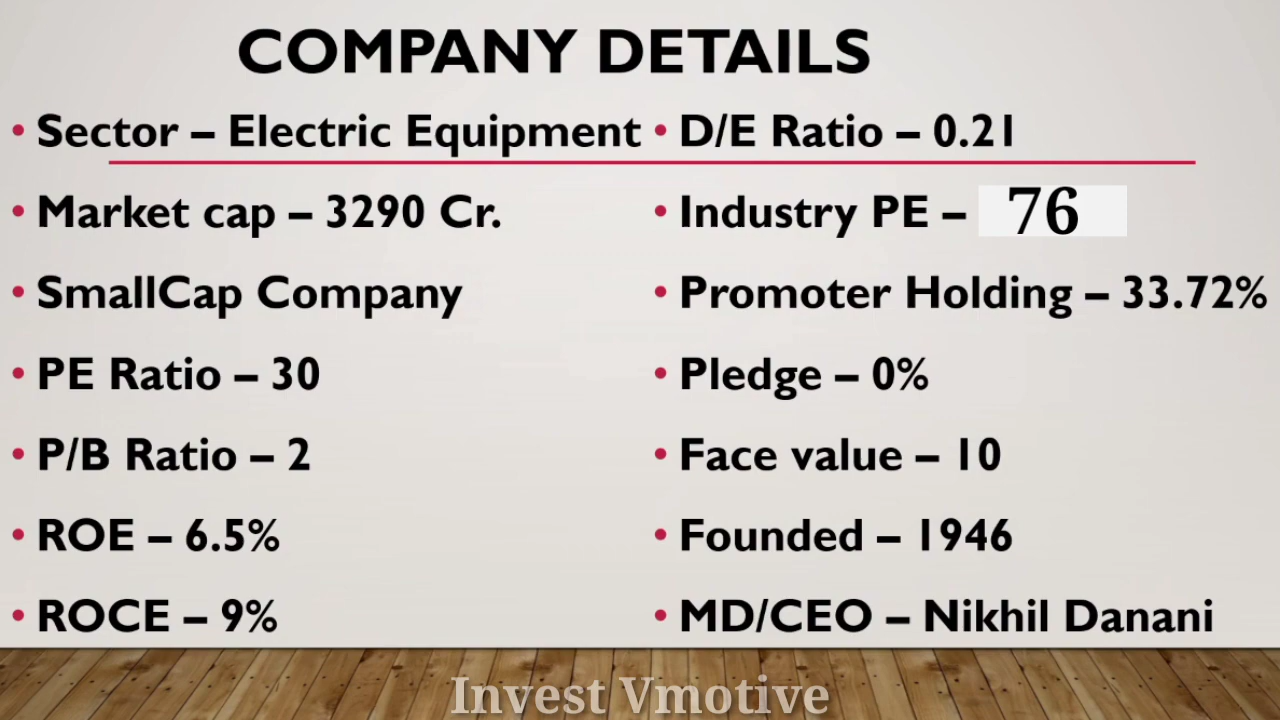 COMPANY DETAILS
• Sector – Electric Equipment
• Market cap – 3290 Cr.
• SmallCap Company
• PE Ratio – 30
• P/B Ratio – 2
• ROE – 6.5%
• ROCE – 9%
• D/E Ratio – 0.21
• Industry PE – 76
• Promoter Holding – 33.72%
• Pledge – 0%
• Face value – 10
• Founded – 1946
• MD/CEO – Nikhil Danani
Invest Vmotive